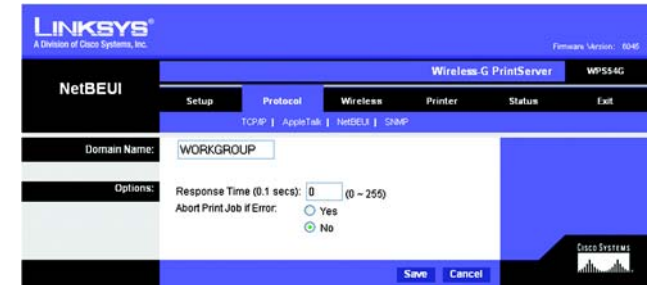 LINKSYS®
A Division of Cisco Systems, Inc.
Firmware Version: 6046
NetBEUI
Wireless-G PrintServer WPS54G
Setup Protocol Wireless Printer Status Exit
TCP/IP | AppleTalk | NetBEUI | SNMP
Domain Name: WORKGROUP
Options: Response Time (0.1 secs): 0 (0 ~ 255)
Abort Print Job if Error: Yes
No
CISCO SYSTEMS
Save Cancel